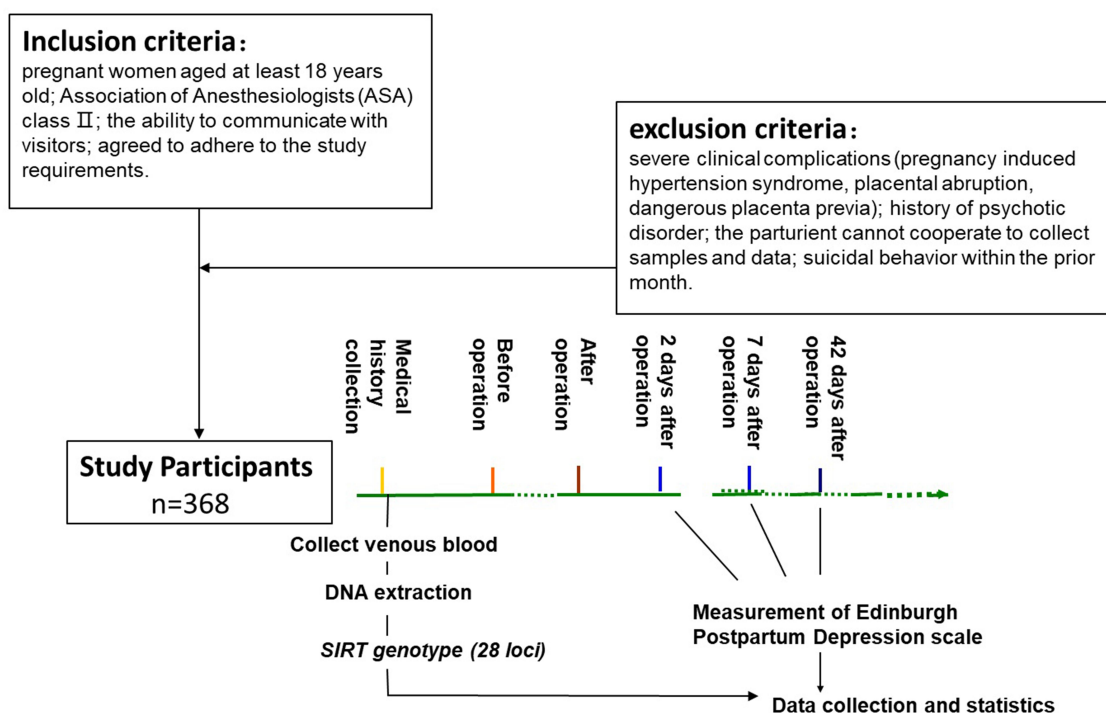 Inclusion criteria:
pregnant women aged at least 18 years
old; Association of Anesthesiologists (ASA)
class Ⅱ; the ability to communicate with
visitors; agreed to adhere to the study
requirements.
exclusion criteria:
severe clinical complications (pregnancy induced
hypertension syndrome, placental abruption,
dangerous placenta previa); history of psychotic
disorder; the parturient cannot cooperate to collect
samples and data; suicidal behavior within the prior
month.
Medical
history
collection
Before
operation
After
operation
2 days after
operation
7 days after
operation
42 days after
operation
Study Participants
n=368
Collect venous blood
DNA extraction
SIRT genotype (28 loci)
Measurement of Edinburgh
Postpartum Depression scale
Data collection and statistics